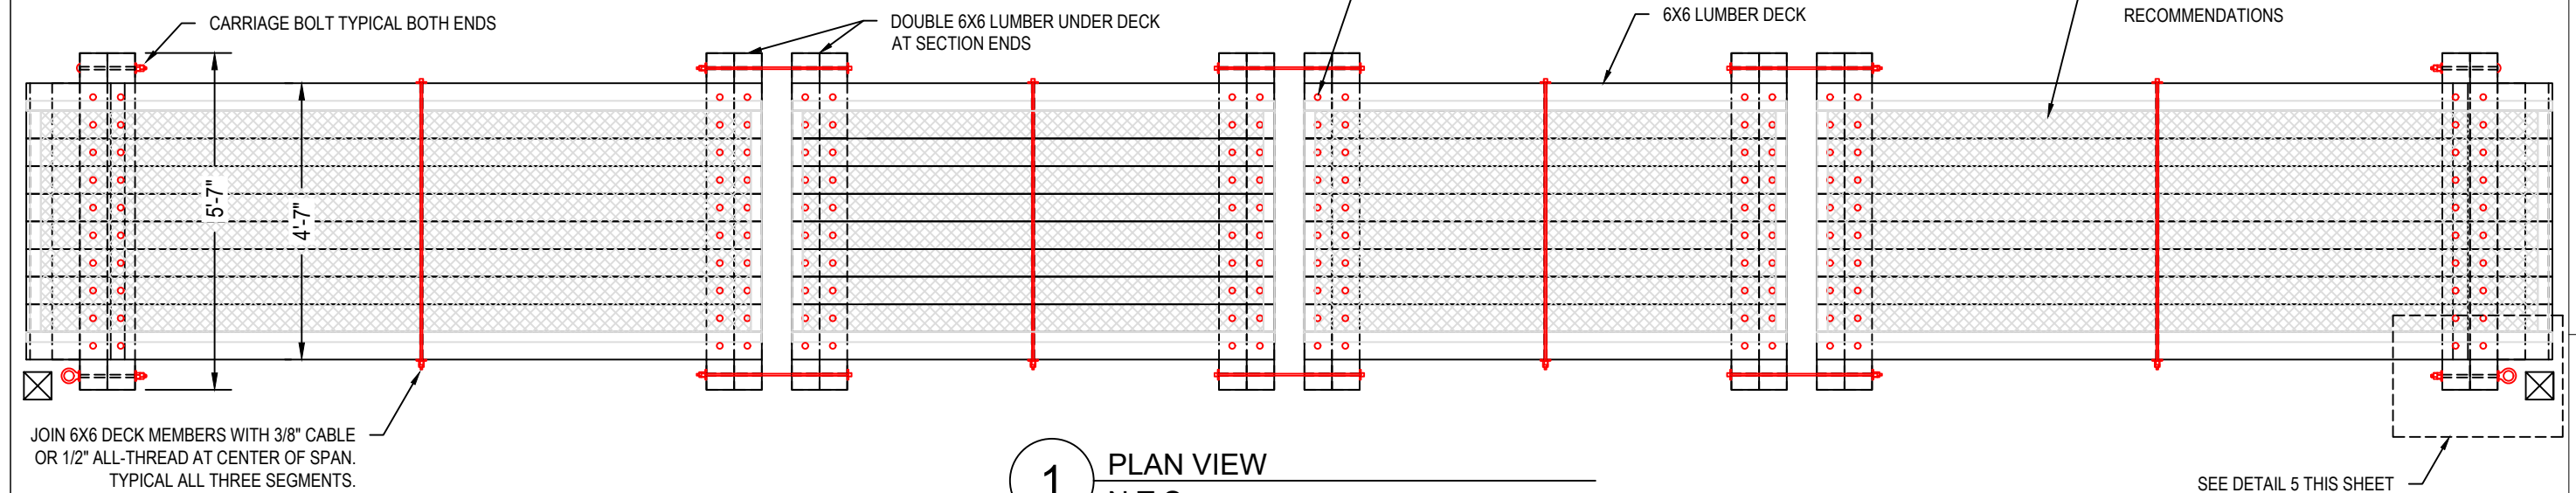 CARRIAGE BOLT TYPICAL BOTH ENDS
DOUBLE 6X6 LUMBER UNDER DECK
AT SECTION ENDS
6X6 LUMBER DECK
RECOMMENDATIONS
5'-7"
4'-7"
JOIN 6X6 DECK MEMBERS WITH 3/8" CABLE
OR 1/2" ALL-THREAD AT CENTER OF SPAN.
TYPICAL ALL THREE SEGMENTS.
1
PLAN VIEW
N.T.S.
SEE DETAIL 5 THIS SHEET